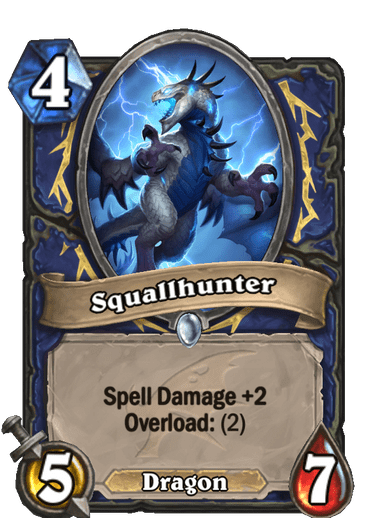 4
Squallhunter
Spell Damage +2
Overload: (2)
5
Dragon
7